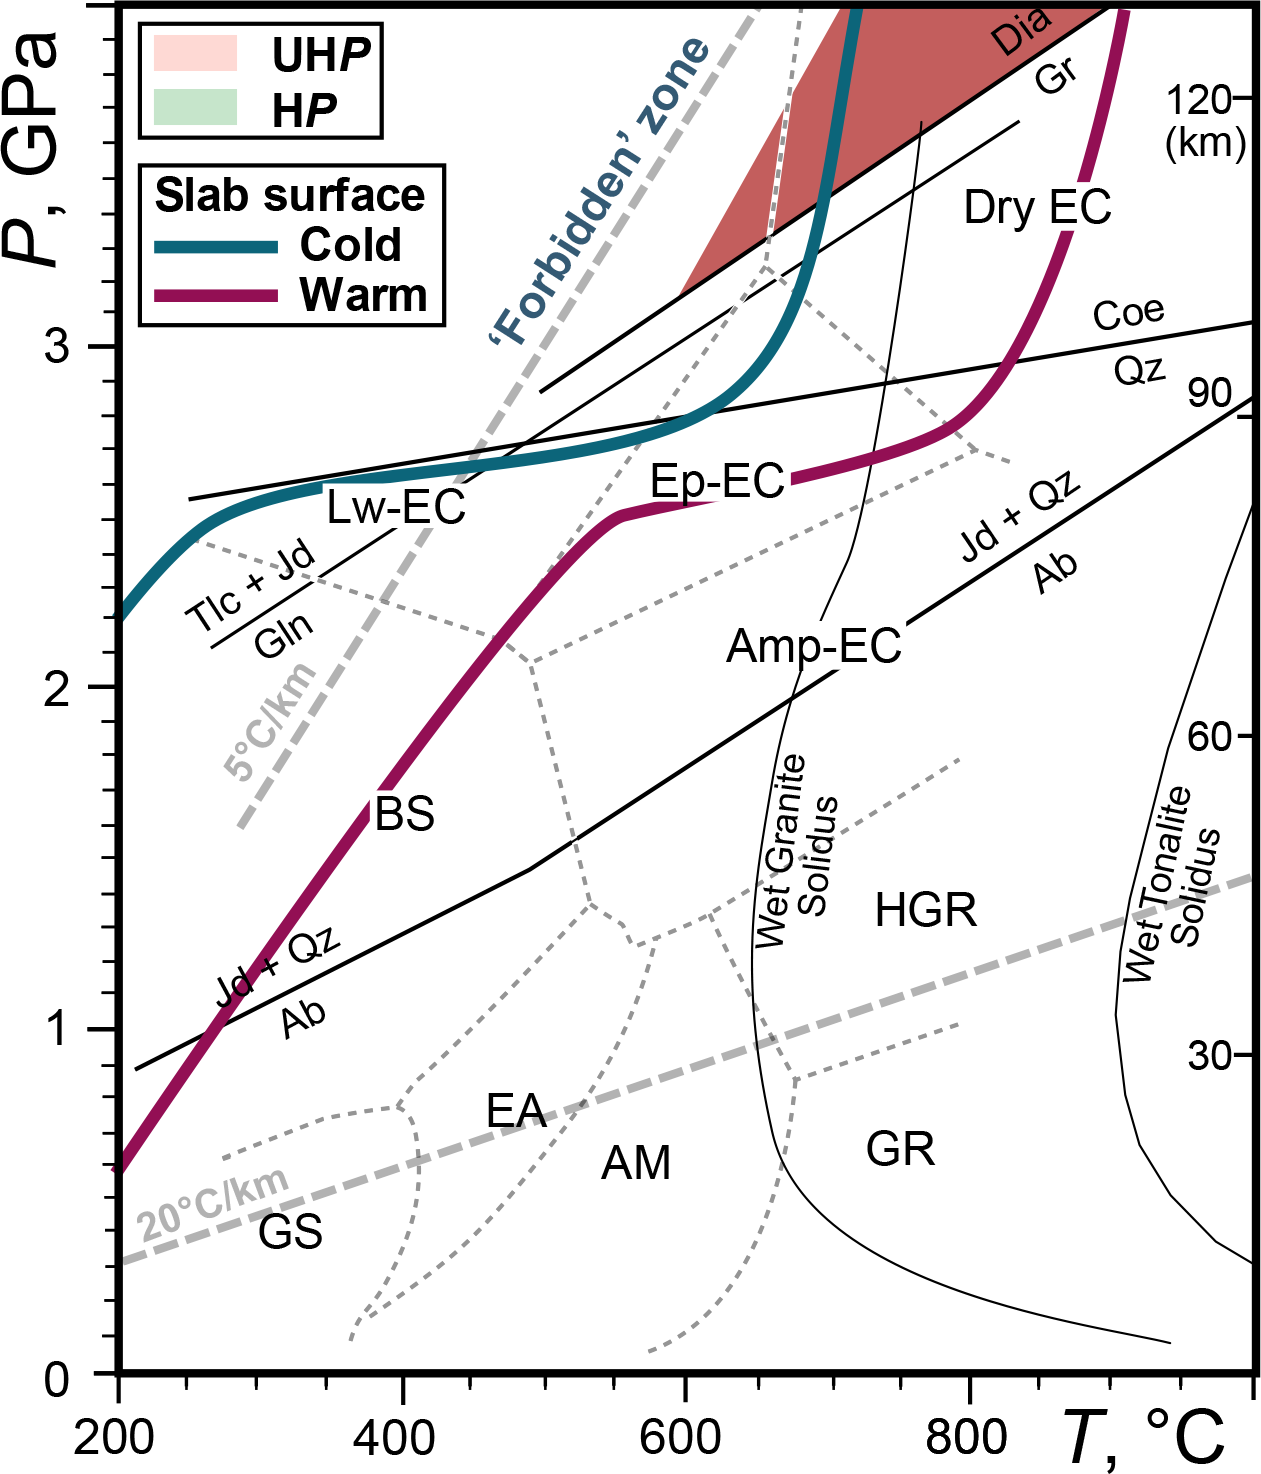 UHP
HP
Slab surface
Cold
Warm
P, GPa
3
2
1
0
200
400
600
800
T, °C
120
(km)
90
60
30
‘Forbidden’ zone
Dia
Gr
Dry EC
Coe
Qz
Lw-EC
Ep-EC
Tlc + Jd
Gln
Jd + Qz
Ab
Amp-EC
5°C/km
BS
Wet Granite
Solidus
Wet Tonalite
Solidus
HGR
Jd + Qz
Ab
EA
AM
GR
20°C/km
GS